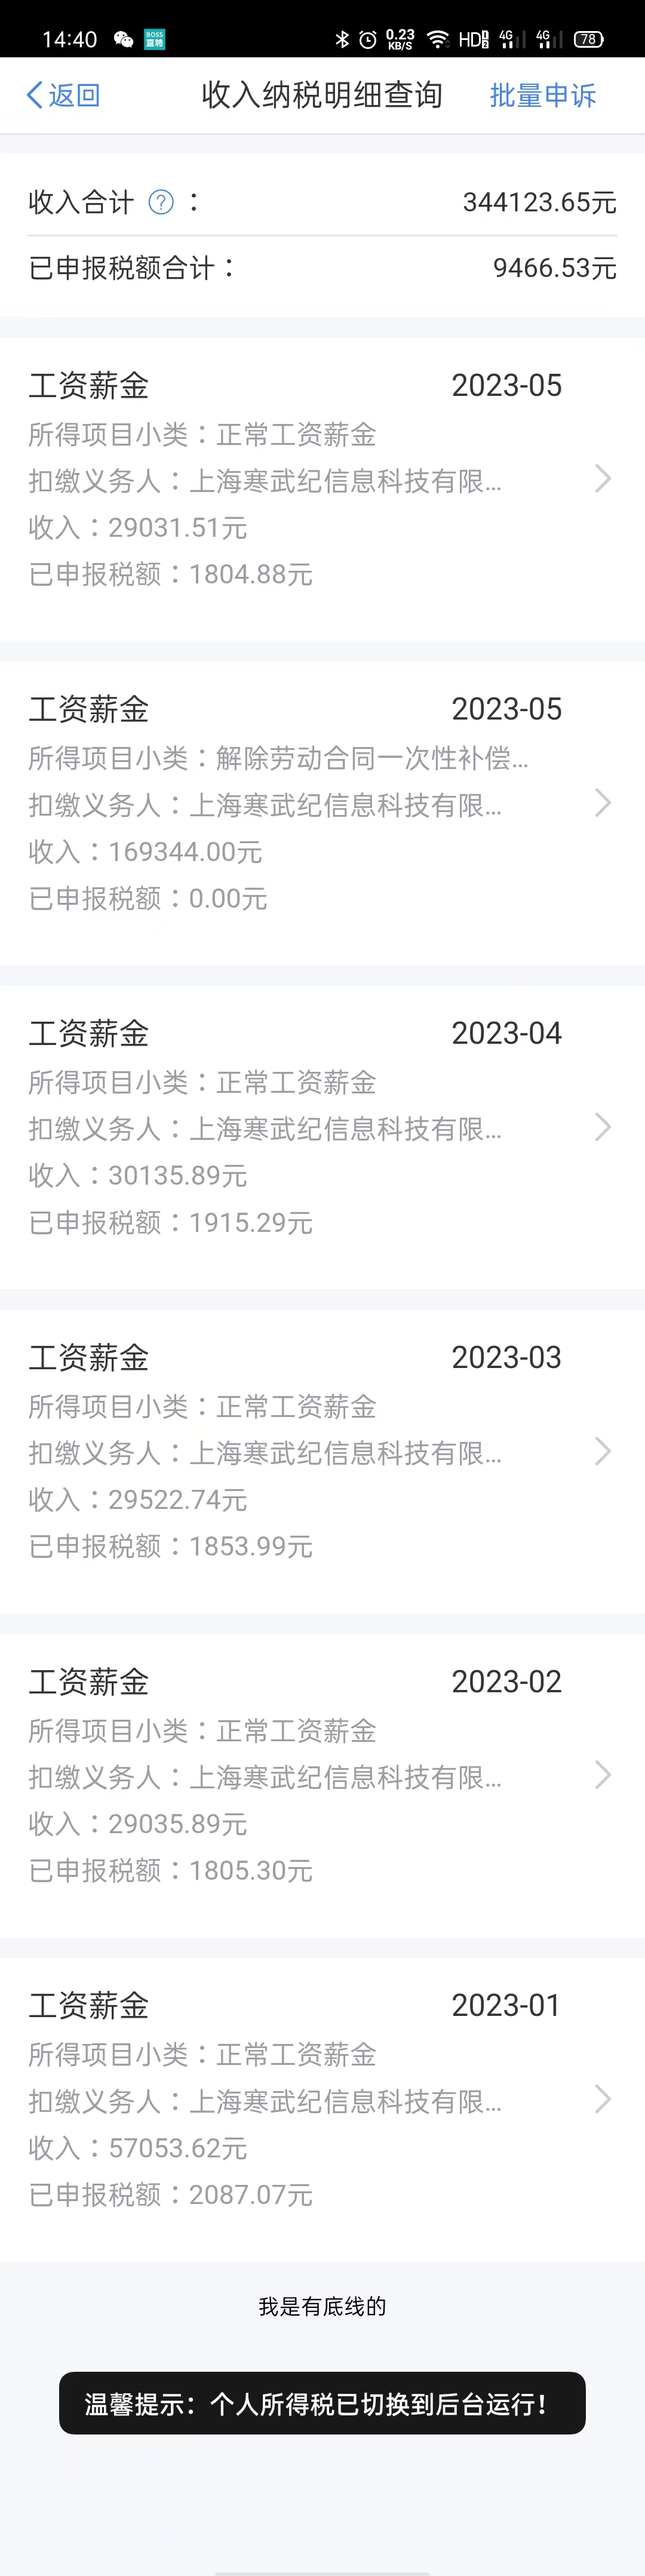 14:40 BOSS直聘 0.23 KB/S HD 1 2 4G 4G 78
返回 收入纳税明细查询 批量申诉
收入合计 ? ： 344123.65元
已申报税额合计： 9466.53元
工资薪金 2023-05
所得项目小类：正常工资薪金
扣缴义务人：上海寒武纪信息科技有限...
收入：29031.51元
已申报税额：1804.88元
工资薪金 2023-05
所得项目小类：解除劳动合同一次性补偿...
扣缴义务人：上海寒武纪信息科技有限...
收入：169344.00元
已申报税额：0.00元
工资薪金 2023-04
所得项目小类：正常工资薪金
扣缴义务人：上海寒武纪信息科技有限...
收入：30135.89元
已申报税额：1915.29元
工资薪金 2023-03
所得项目小类：正常工资薪金
扣缴义务人：上海寒武纪信息科技有限...
收入：29522.74元
已申报税额：1853.99元
工资薪金 2023-02
所得项目小类：正常工资薪金
扣缴义务人：上海寒武纪信息科技有限...
收入：29035.89元
已申报税额：1805.30元
工资薪金 2023-01
所得项目小类：正常工资薪金
扣缴义务人：上海寒武纪信息科技有限...
收入：57053.62元
已申报税额：2087.07元
我是有底线的
温馨提示：个人所得税已切换到后台运行！